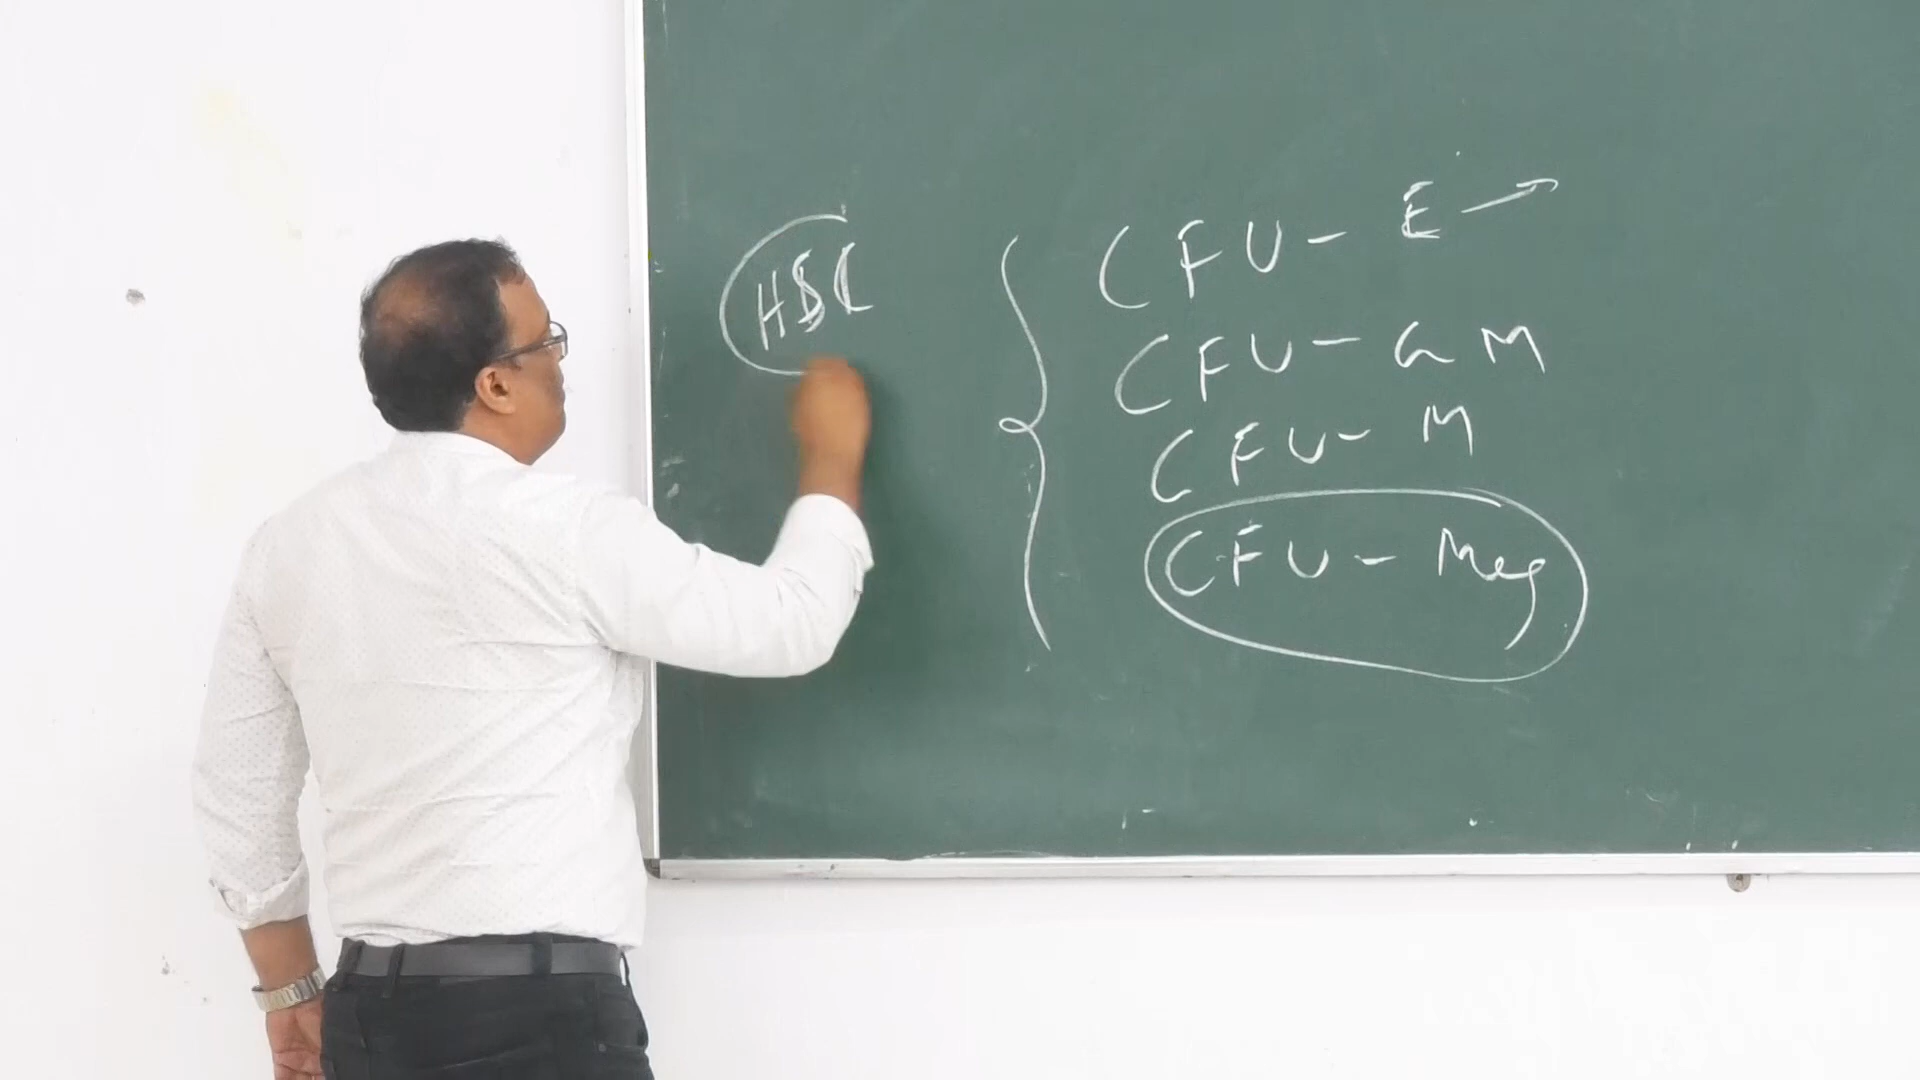 HSC
CFU - E →
CFU - GM
CFU - M
CFU - Meg